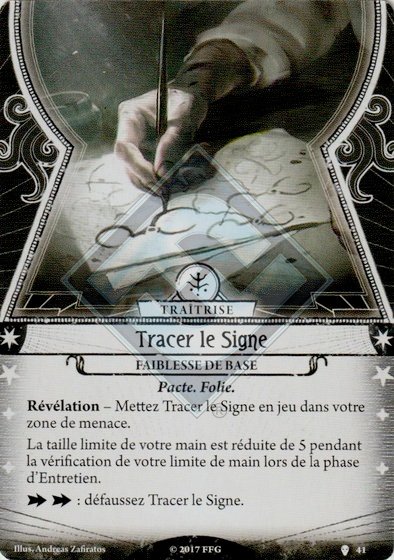 TRAÎTRISE
Tracer le Signe
FAIBLESSE DE BASE
Pacte. Folie.
Révélation – Mettez Tracer le Signe en jeu dans votre
zone de menace.
La taille limite de votre main est réduite de 5 pendant
la vérification de votre limite de main lors de la phase
d'Entretien.
: défaussez Tracer le Signe.
Illus. Andreas Zafiratos
© 2017 FFG
41